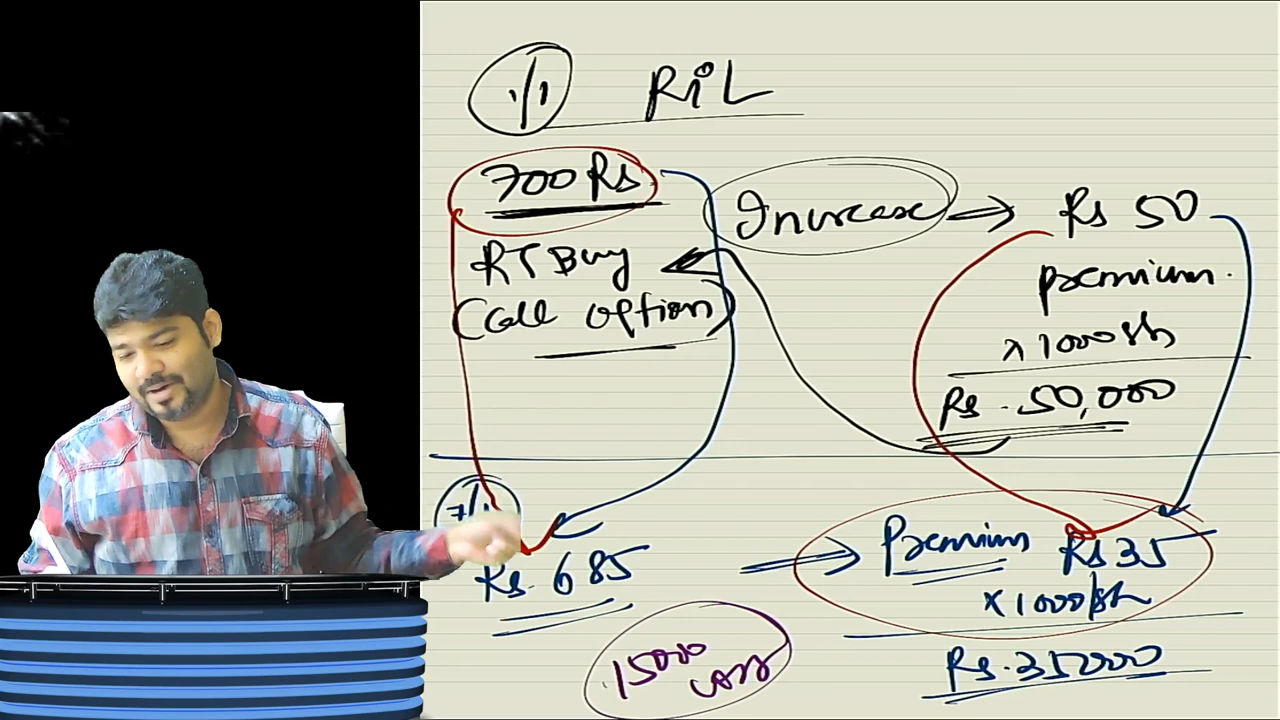 1/1 RiL
700 Rs. Increase ⇒ Rs 50
RT Buy
premium.
(Call option)
x 1000 sh
Rs. 50,000
7/1
Premium Rs 35
Rs. 685
x 1000/sh
15000
Loss
Rs. 35000